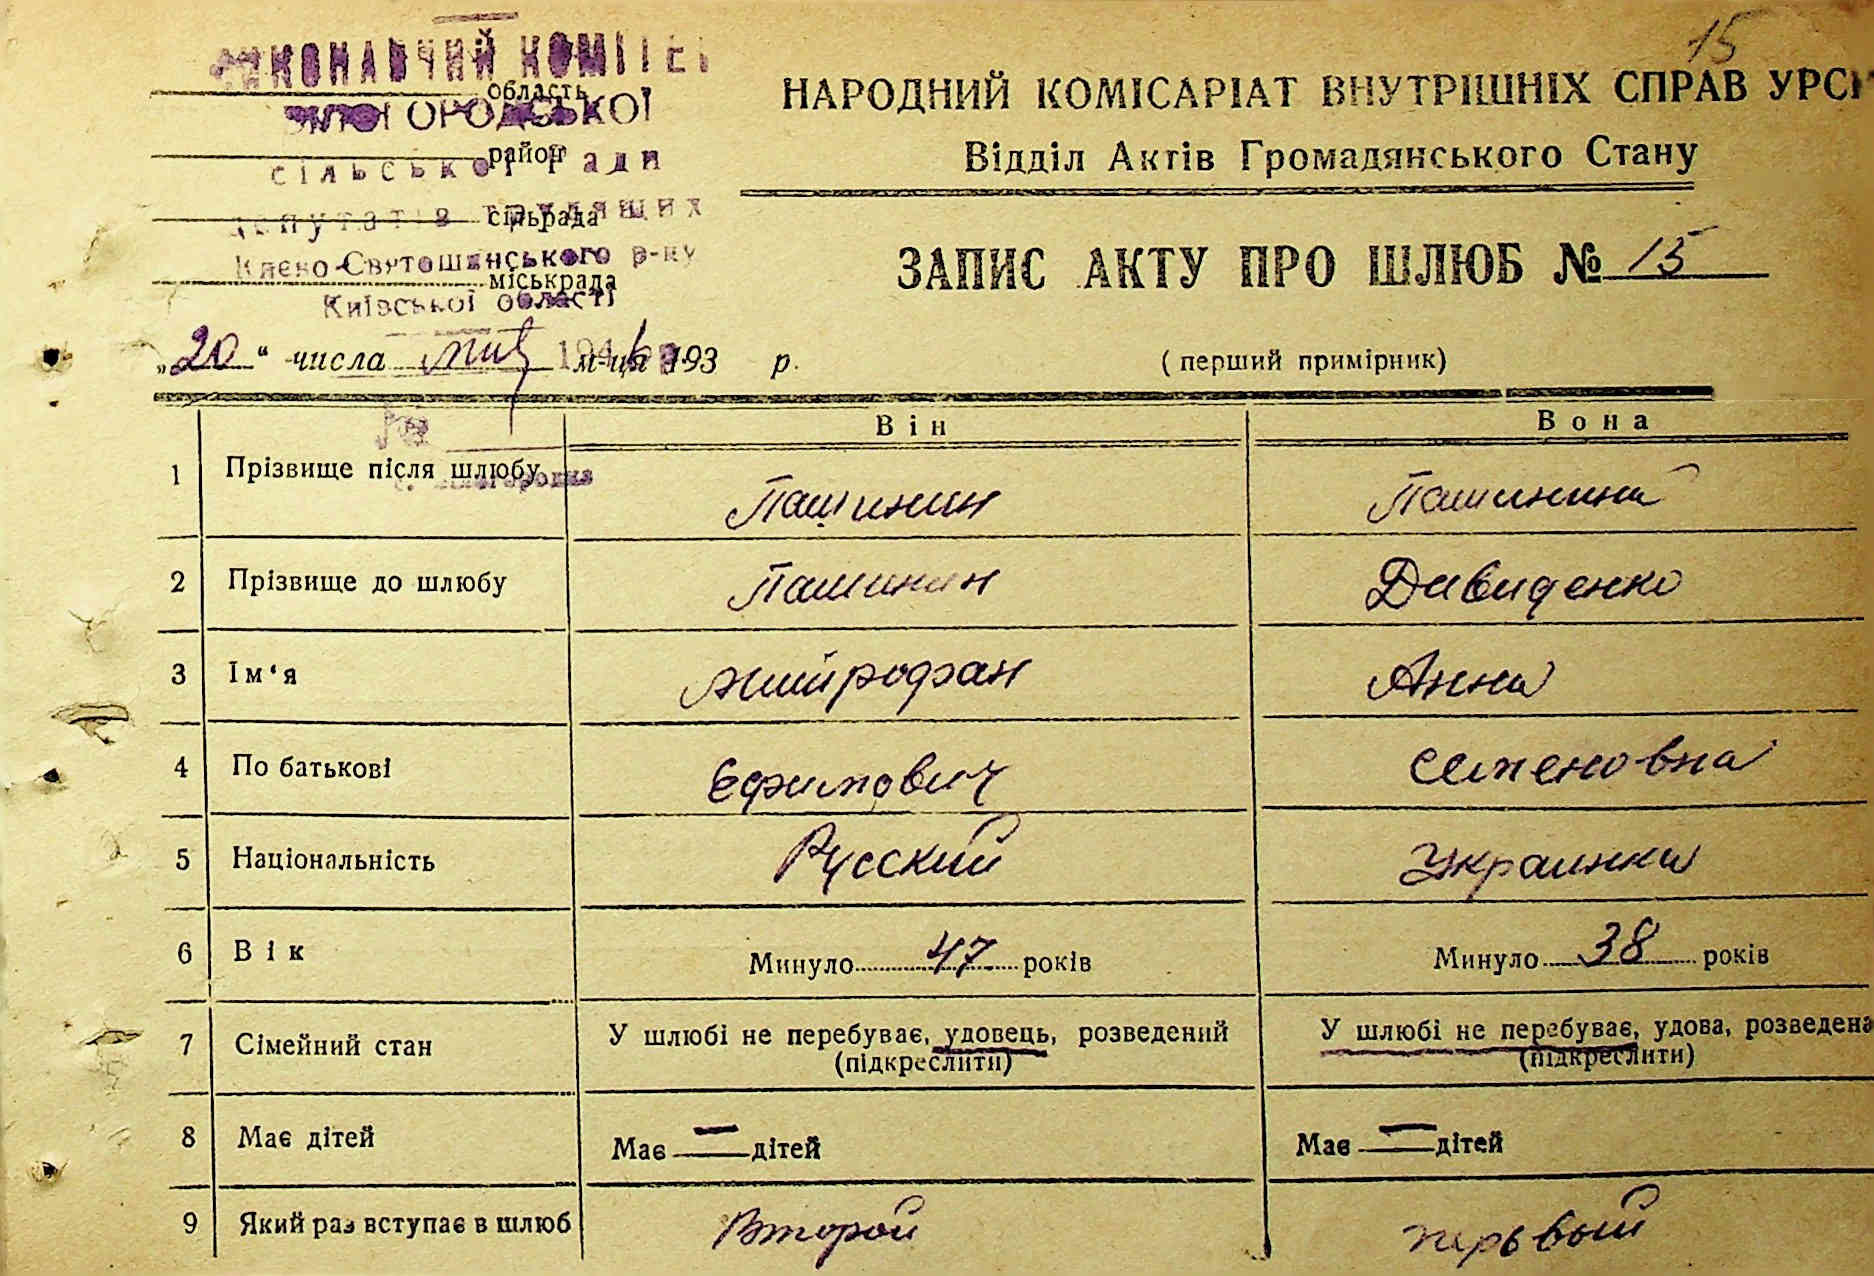 15
ВИКОНАВЧИЙ КОМІТЕТ
область
БІЛОГОРОДСЬКОЇ
район
сільської Ради
сільрада
депутатів трудящих
Києво-Святошинського р-ну
міськрада
Київської області
НАРОДНИЙ КОМІСАРІАТ ВНУТРІШНІХ СПРАВ УРСР
Відділ Актів Громадянського Стану
ЗАПИС АКТУ ПРО ШЛЮБ № 15
„20“ числа м-ця 193 р.
(перший примірник)
Він Вона
1 Прізвище після шлюбу Пашинин Пашинина
2 Прізвище до шлюбу Пашинин Давиденко
3 Ім'я Митрофан Анна
4 По батькові Ефимович Семеновна
5 Національність Русский Украинка
6 Вік Минуло 47 років Минуло 38 років
7 Сімейний стан У шлюбі не перебуває, удовець, розведений У шлюбі не перебуває, удова, розведена
(підкреслити) (підкреслити)
8 Має дітей Має — дітей Має — дітей
9 Який раз вступає в шлюб Второй перьвый